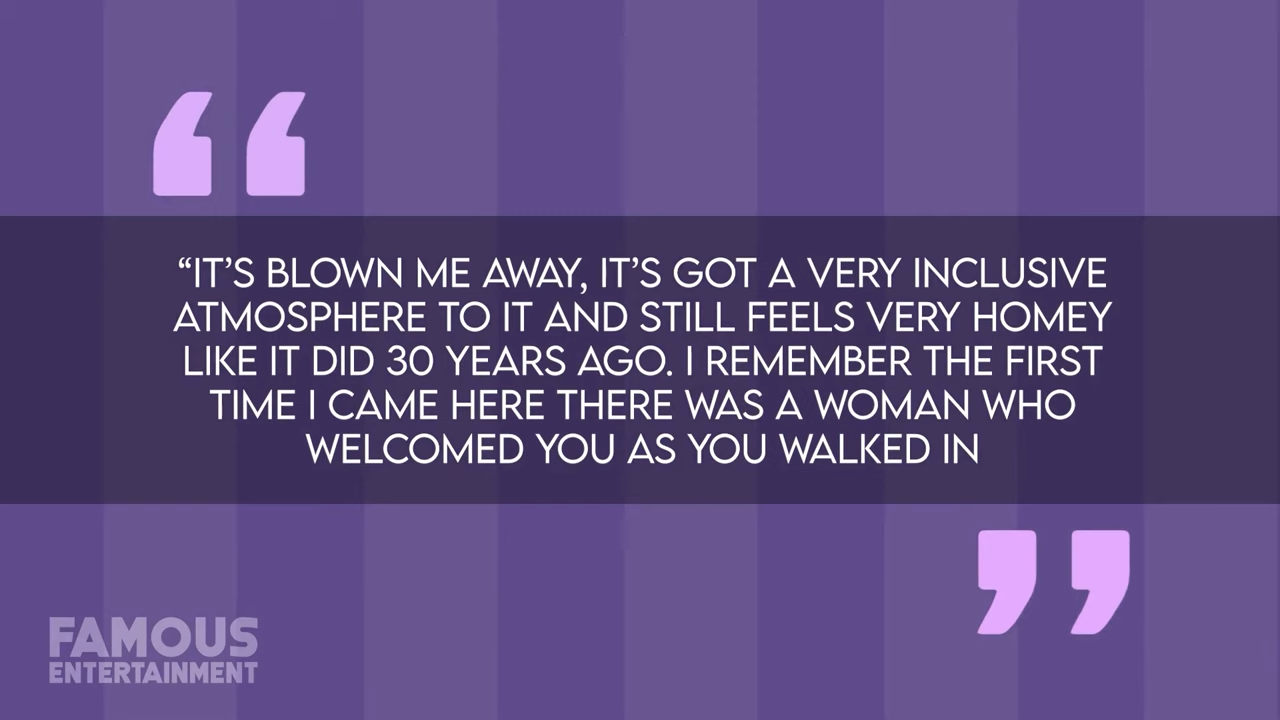 “IT’S BLOWN ME AWAY, IT’S GOT A VERY INCLUSIVE
ATMOSPHERE TO IT AND STILL FEELS VERY HOMEY
LIKE IT DID 30 YEARS AGO. I REMEMBER THE FIRST
TIME I CAME HERE THERE WAS A WOMAN WHO
WELCOMED YOU AS YOU WALKED IN
FAMOUS
ENTERTAINMENT